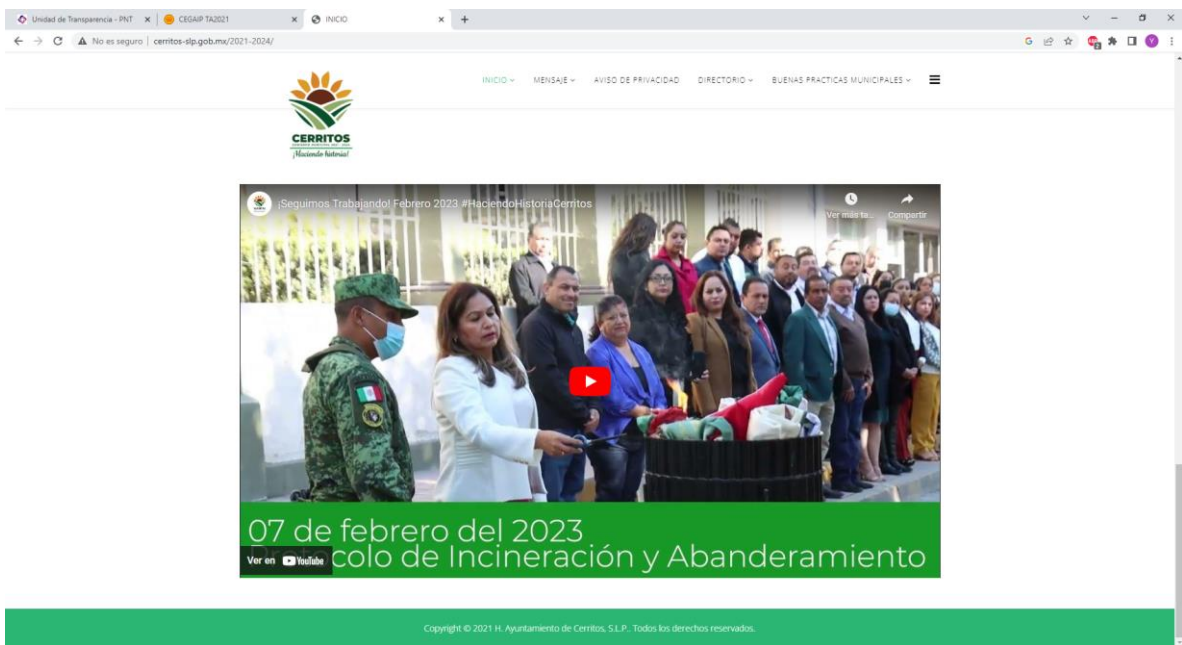 Unidad de Transparencia - PNT
CEGAIP TA2021
INICIO
No es seguro | cerritos-slp.gob.mx/2021-2024/
INICIO MENSAJE AVISO DE PRIVACIDAD DIRECTORIO BUENAS PRACTICAS MUNICIPALES
CERRITOS
¡Haciendo historia!
¡Seguimos Trabajando! Febrero 2023 #HaciendoHistoriaCerritos
Ver más ta... Compartir
07 de febrero del 2023
Protocolo de Incineración y Abanderamiento
Ver en YouTube
Copyright © 2021 H. Ayuntamiento de Cerritos, S.L.P.. Todos los derechos reservados.